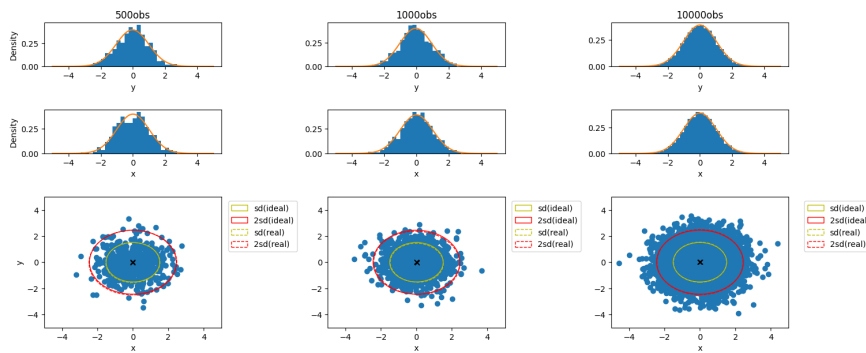 500obs 1000obs 10000obs
Density 0.25 0.00 −4 −2 0 2 4 y
0.25 0.00 −4 −2 0 2 4 y
0.25 0.00 −4 −2 0 2 4 y
Density 0.25 0.00 −4 −2 0 2 4 x
0.25 0.00 −4 −2 0 2 4 x
0.25 0.00 −4 −2 0 2 4 x
y 4 2 0 −2 −4 −4 −2 0 2 4 x
sd(ideal)
2sd(ideal)
sd(real)
2sd(real)
4 2 0 −2 −4 −4 −2 0 2 4 x
sd(ideal)
2sd(ideal)
sd(real)
2sd(real)
4 2 0 −2 −4 −4 −2 0 2 4 x
sd(ideal)
2sd(ideal)
sd(real)
2sd(real)